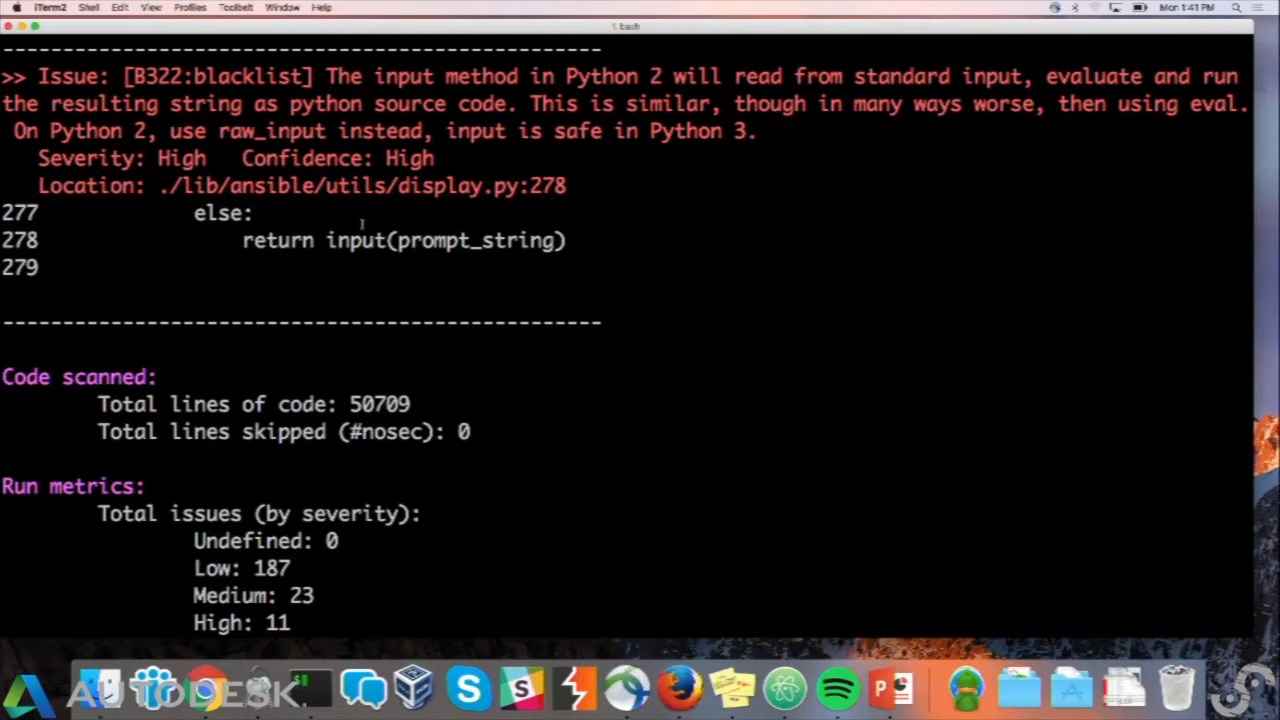 iTerm2 Shell Edit View Profiles Toolbelt Window Help Mon 1:41 PM
1. bash
--------------------------------------------------
>> Issue: [B322:blacklist] The input method in Python 2 will read from standard input, evaluate and run
the resulting string as python source code. This is similar, though in many ways worse, then using eval.
On Python 2, use raw_input instead, input is safe in Python 3.
Severity: High Confidence: High
Location: ./lib/ansible/utils/display.py:278
277 else:
278 return input(prompt_string)
279
--------------------------------------------------
Code scanned:
Total lines of code: 50709
Total lines skipped (#nosec): 0
Run metrics:
Total issues (by severity):
Undefined: 0
Low: 187
Medium: 23
High: 11
AUTODESK.